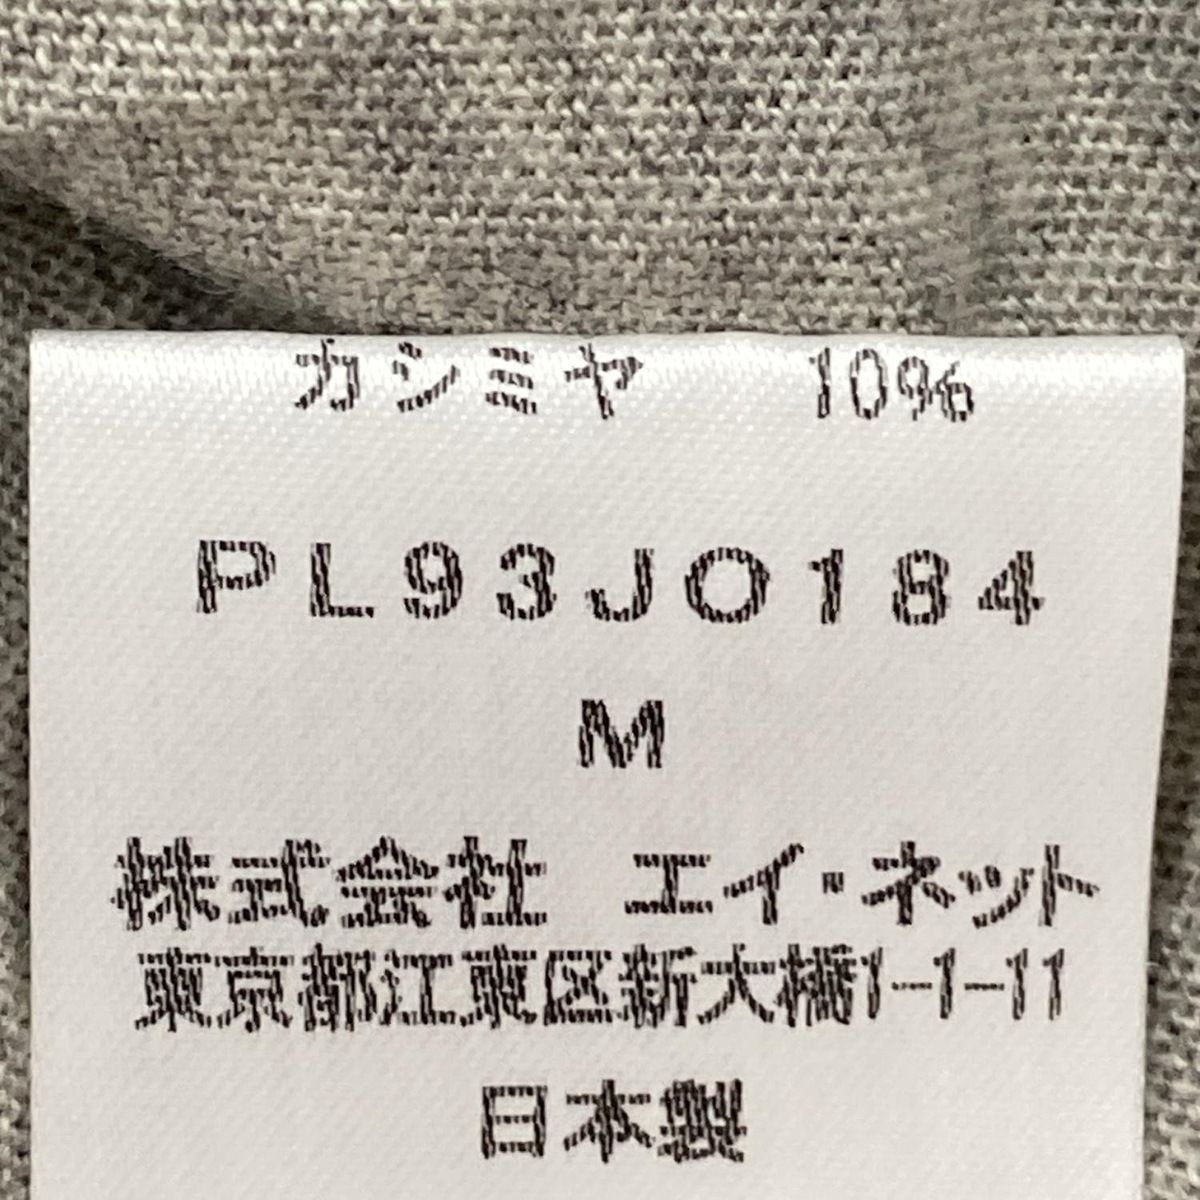 カシミヤ 10%
PL93JO184
M
株式会社 エイ・ネット
東京都江東区新大橋1-1-11
日本製